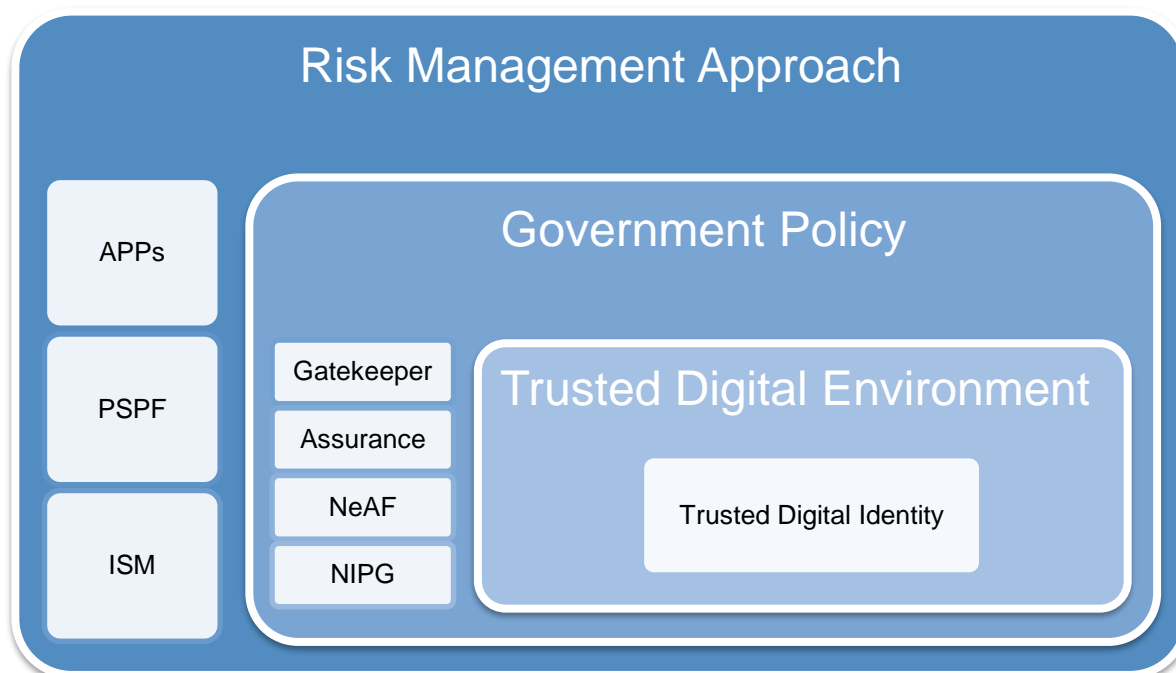 Risk Management Approach
APPs
PSPF
ISM
Government Policy
Gatekeeper
Assurance
NeAF
NIPG
Trusted Digital Environment
Trusted Digital Identity